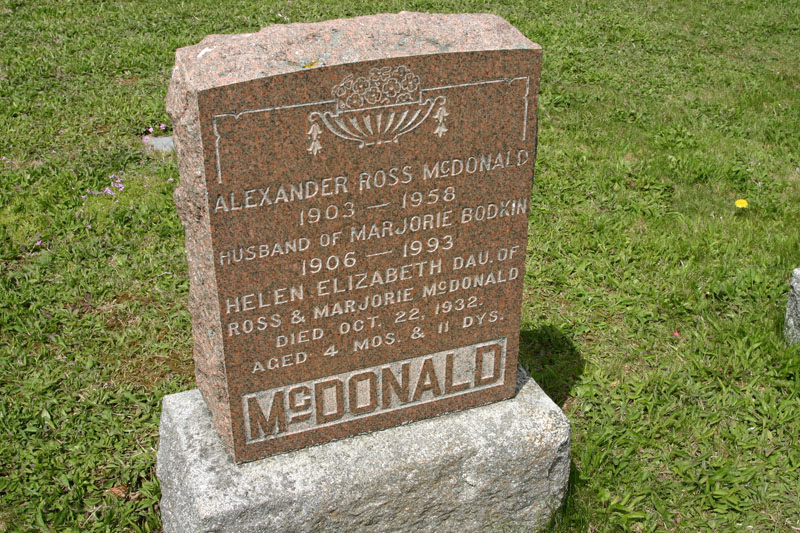 ALEXANDER ROSS McDONALD
1903 — 1958
HUSBAND OF MARJORIE BODKIN
1906 — 1993
HELEN ELIZABETH DAU. OF
ROSS & MARJORIE McDONALD
DIED OCT. 22, 1932.
AGED 4 MOS. & 11 DYS.
McDONALD